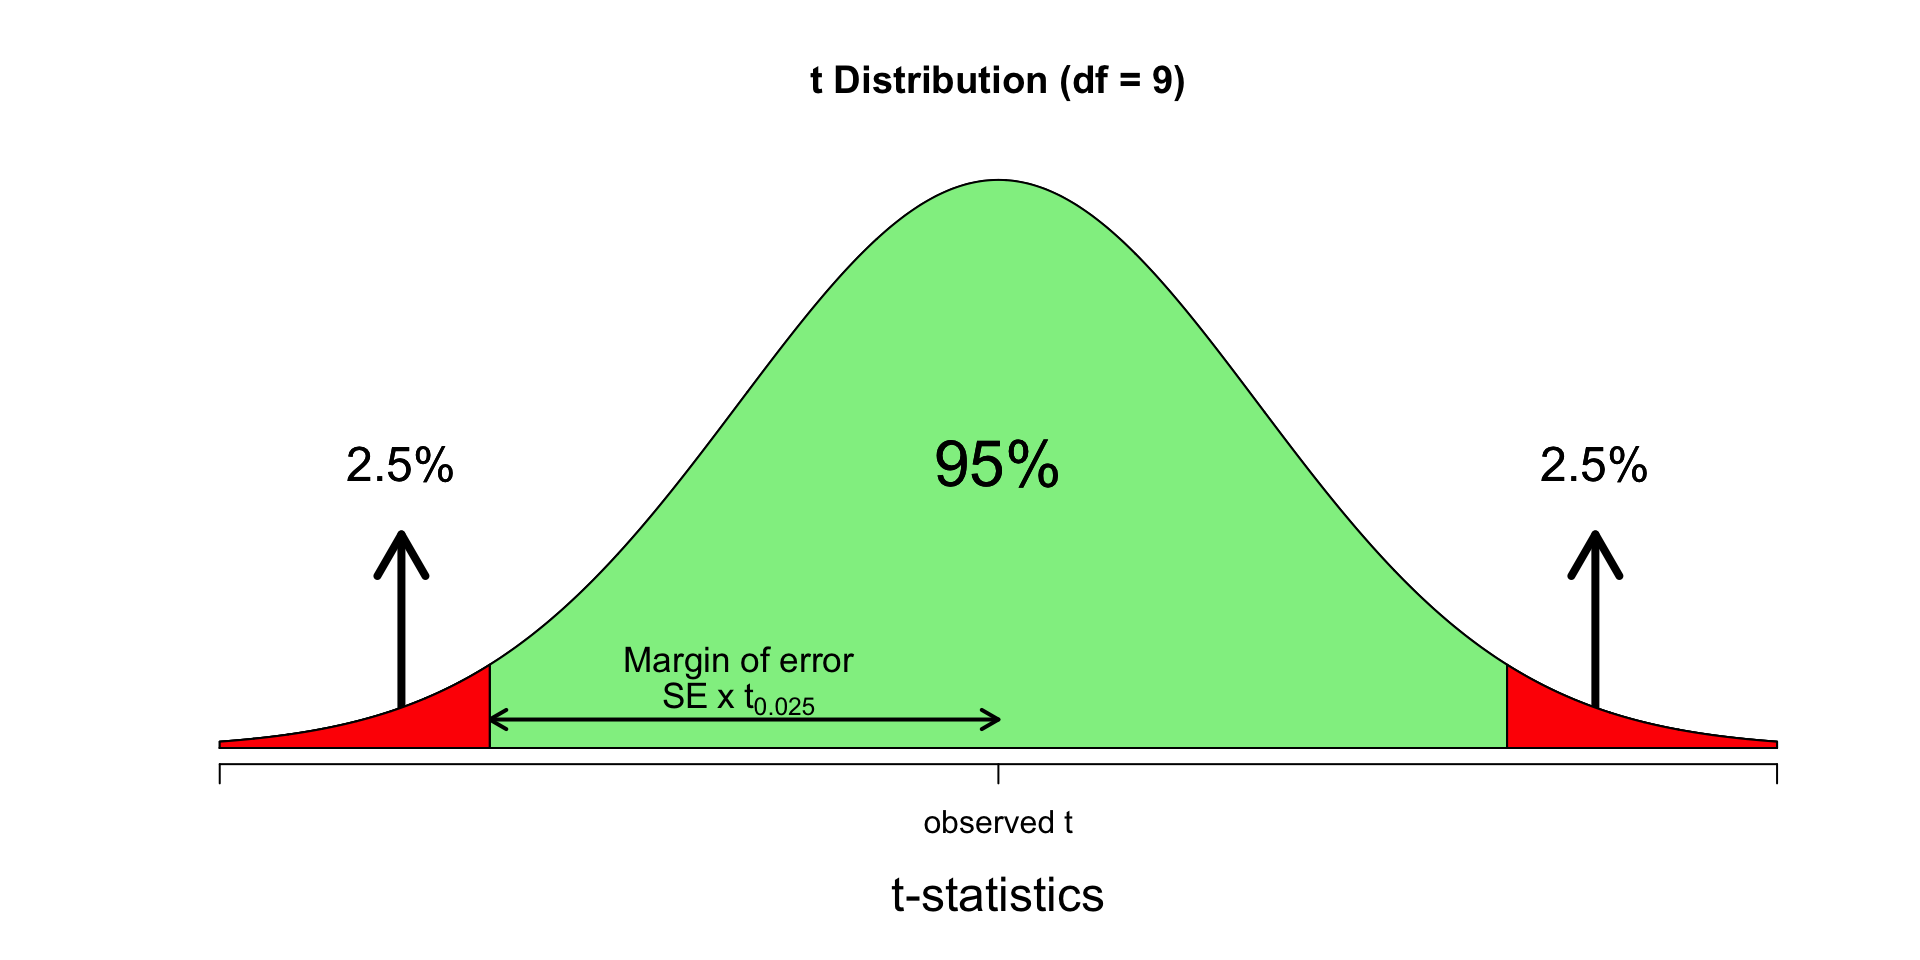 t Distribution (df = 9)
2.5%
95%
2.5%
Margin of error
SE x t0.025
observed t
t-statistics